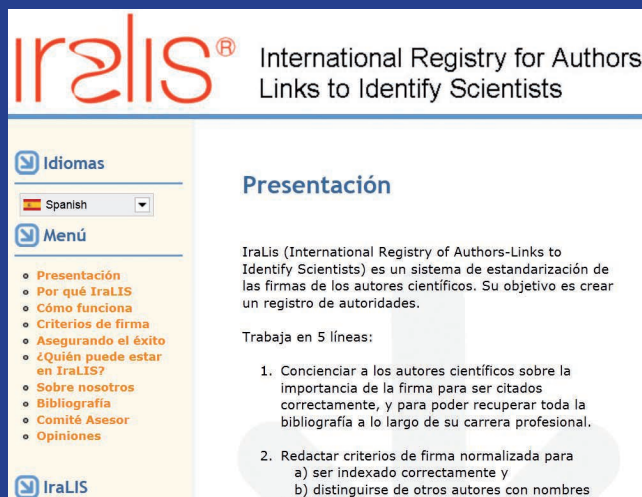 Iralis®
International Registry for Authors
Links to Identify Scientists
Idiomas
Spanish
Menú
Presentación
Por qué IraLIS
Cómo funciona
Criterios de firma
Asegurando el éxito
¿Quién puede estar
en IraLIS?
Sobre nosotros
Bibliografía
Comité Asesor
Opiniones
IraLIS
Presentación
IraLis (International Registry of Authors-Links to
Identify Scientists) es un sistema de estandarización de
las firmas de los autores científicos. Su objetivo es crear
un registro de autoridades.
Trabaja en 5 líneas:
1. Concienciar a los autores científicos sobre la
importancia de la firma para ser citados
correctamente, y para poder recuperar toda la
bibliografía a lo largo de su carrera profesional.
2. Redactar criterios de firma normalizada para
a) ser indexado correctamente y
b) distinguirse de otros autores con nombres